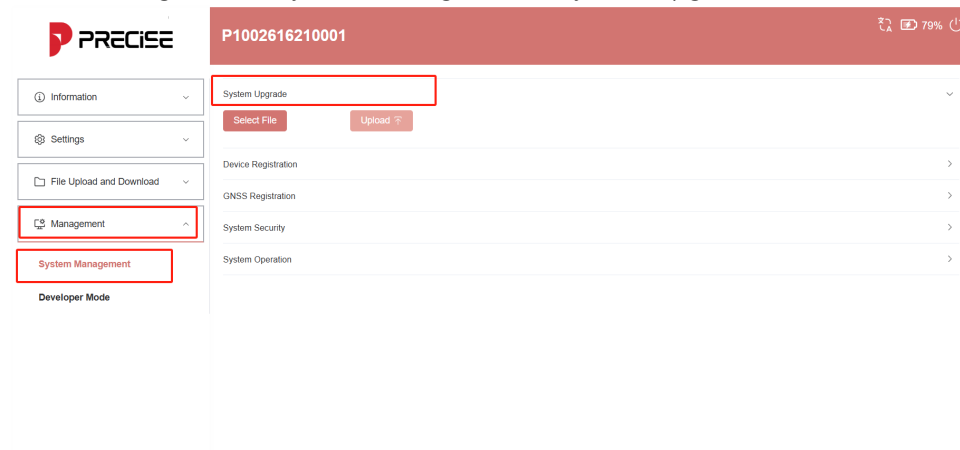 PRECISE
P1002616210001
79%
Information
Settings
File Upload and Download
Management
System Management
Developer Mode
System Upgrade
Select File
Upload
Device Registration
GNSS Registration
System Security
System Operation